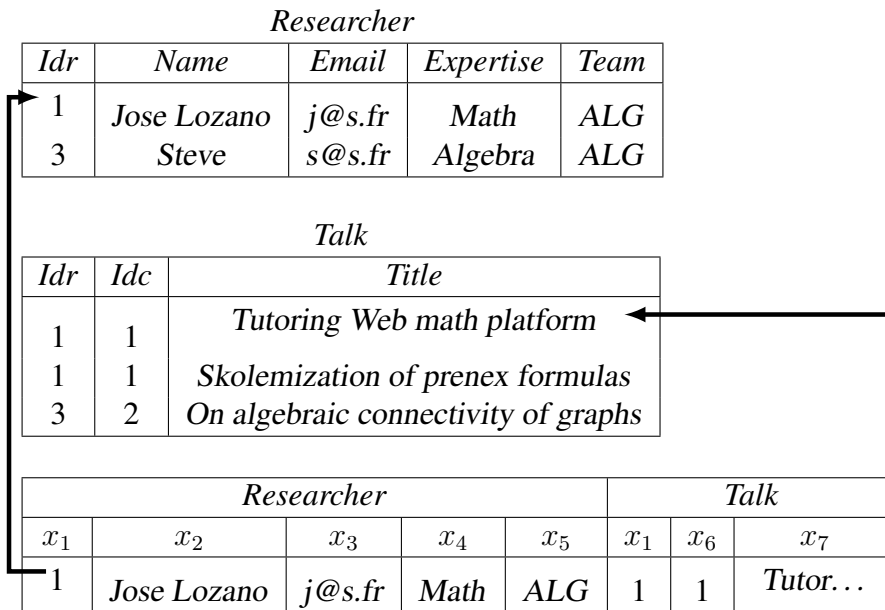 Researcher
Idr Name Email Expertise Team
1 Jose Lozano j@s.fr Math ALG
3 Steve s@s.fr Algebra ALG
Talk
Idr Idc Title
1 1 Tutoring Web math platform
1 1 Skolemization of prenex formulas
3 2 On algebraic connectivity of graphs
Researcher Talk
x₁ x₂ x₃ x₄ x₅ x₁ x₆ x₇
1 Jose Lozano j@s.fr Math ALG 1 1 Tutor...